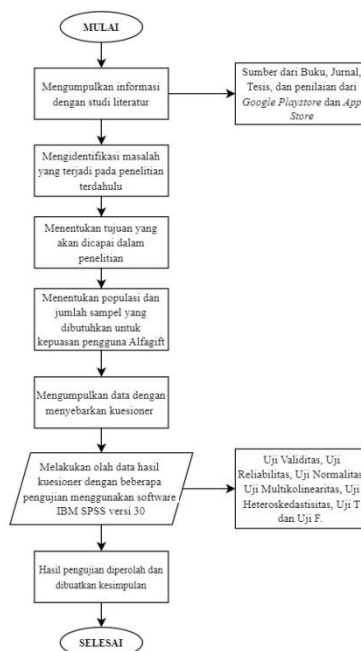 MULAI
Mengumpulkan informasi
dengan studi literatur
Sumber dari Buku, Jurnal,
Tesis, dan penilaian dari
Google Playstore dan App
Store
Mengidentifikasi masalah
yang terjadi pada penelitian
terdahulu
Menentukan tujuan yang
akan dicapai dalam
penelitian
Menentukan populasi dan
jumlah sampel yang
dibutuhkan untuk
kepuasan pengguna Alfagift
Mengumpulkan data dengan
menyebarkan kuesioner
Melakukan olah data hasil
kuesioner dengan beberapa
pengujian menggunakan software
IBM SPSS versi 30
Uji Validitas, Uji
Reliabilitas, Uji Normalitas,
Uji Multikolinearitas, Uji
Heteroskedastisitas, Uji T
dan Uji F.
Hasil pengujian diperolah dan
dibuatkan kesimpulan
SELESAI